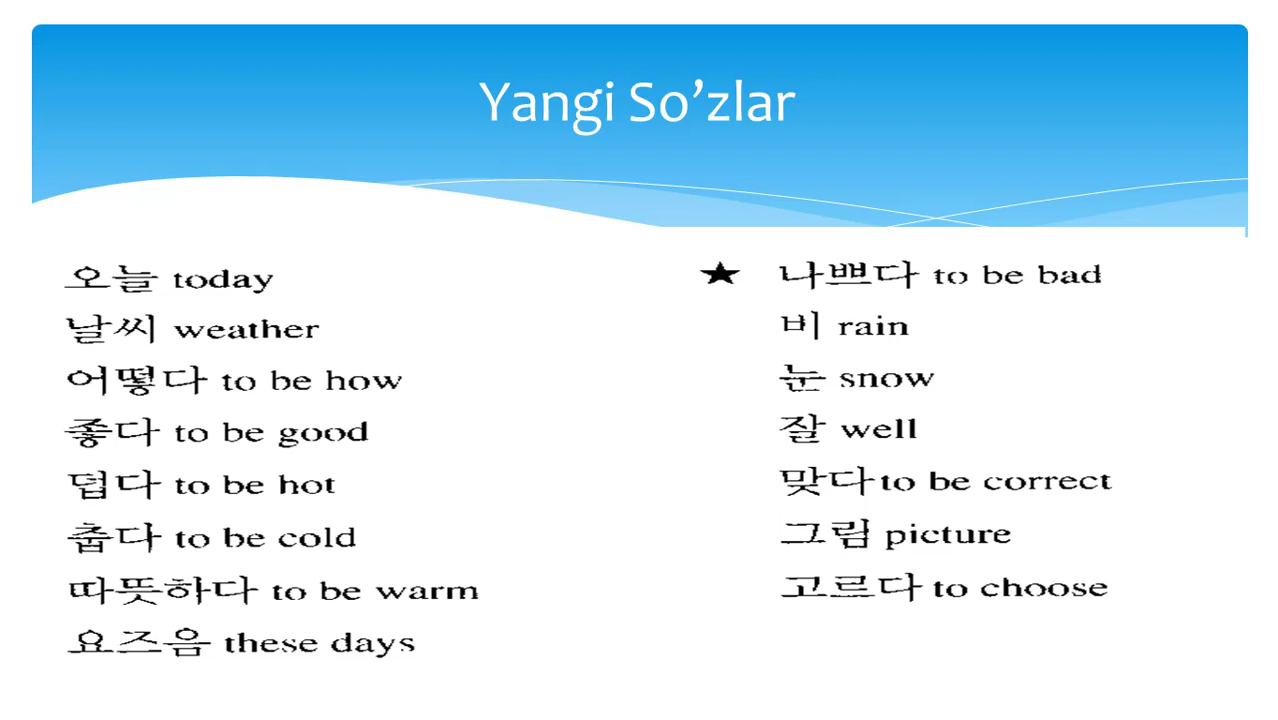 Yangi So’zlar
오늘 today
날씨 weather
어떻다 to be how
좋다 to be good
덥다 to be hot
춥다 to be cold
따뜻하다 to be warm
요즈음 these days
★ 나쁘다 to be bad
비 rain
눈 snow
잘 well
맞다 to be correct
그림 picture
고르다 to choose